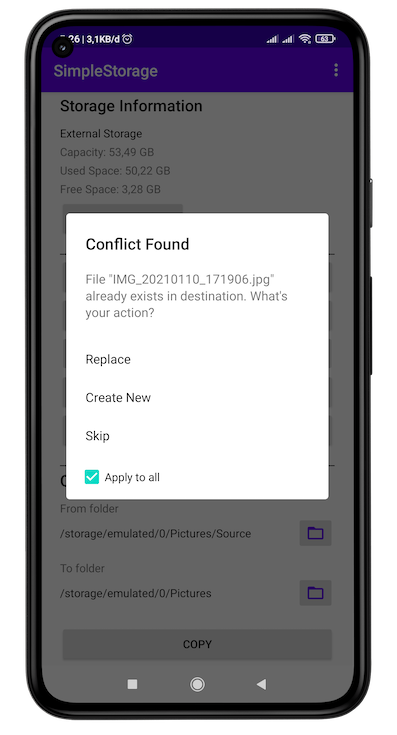 :26 | 3,1KB/d
63
SimpleStorage
Storage Information
External Storage
Capacity: 53,49 GB
Used Space: 50,22 GB
Free Space: 3,28 GB
Conflict Found
File "IMG_20210110_171906.jpg"
already exists in destination. What's
your action?
Replace
Create New
Skip
Apply to all
From folder
/storage/emulated/0/Pictures/Source
To folder
/storage/emulated/0/Pictures
COPY